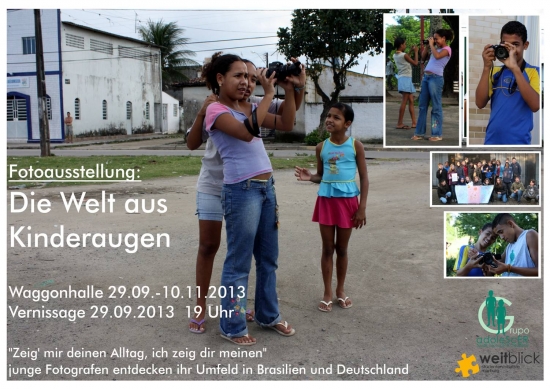 Fotoausstellung:
Die Welt aus
Kinderaugen
Waggonhalle 29.09.-10.11.2013
Vernissage 29.09.2013 19 Uhr
"Zeig' mir deinen Alltag, ich zeig dir meinen"
junge Fotografen entdecken ihr Umfeld in Brasilien und Deutschland
Grupo
weitblick